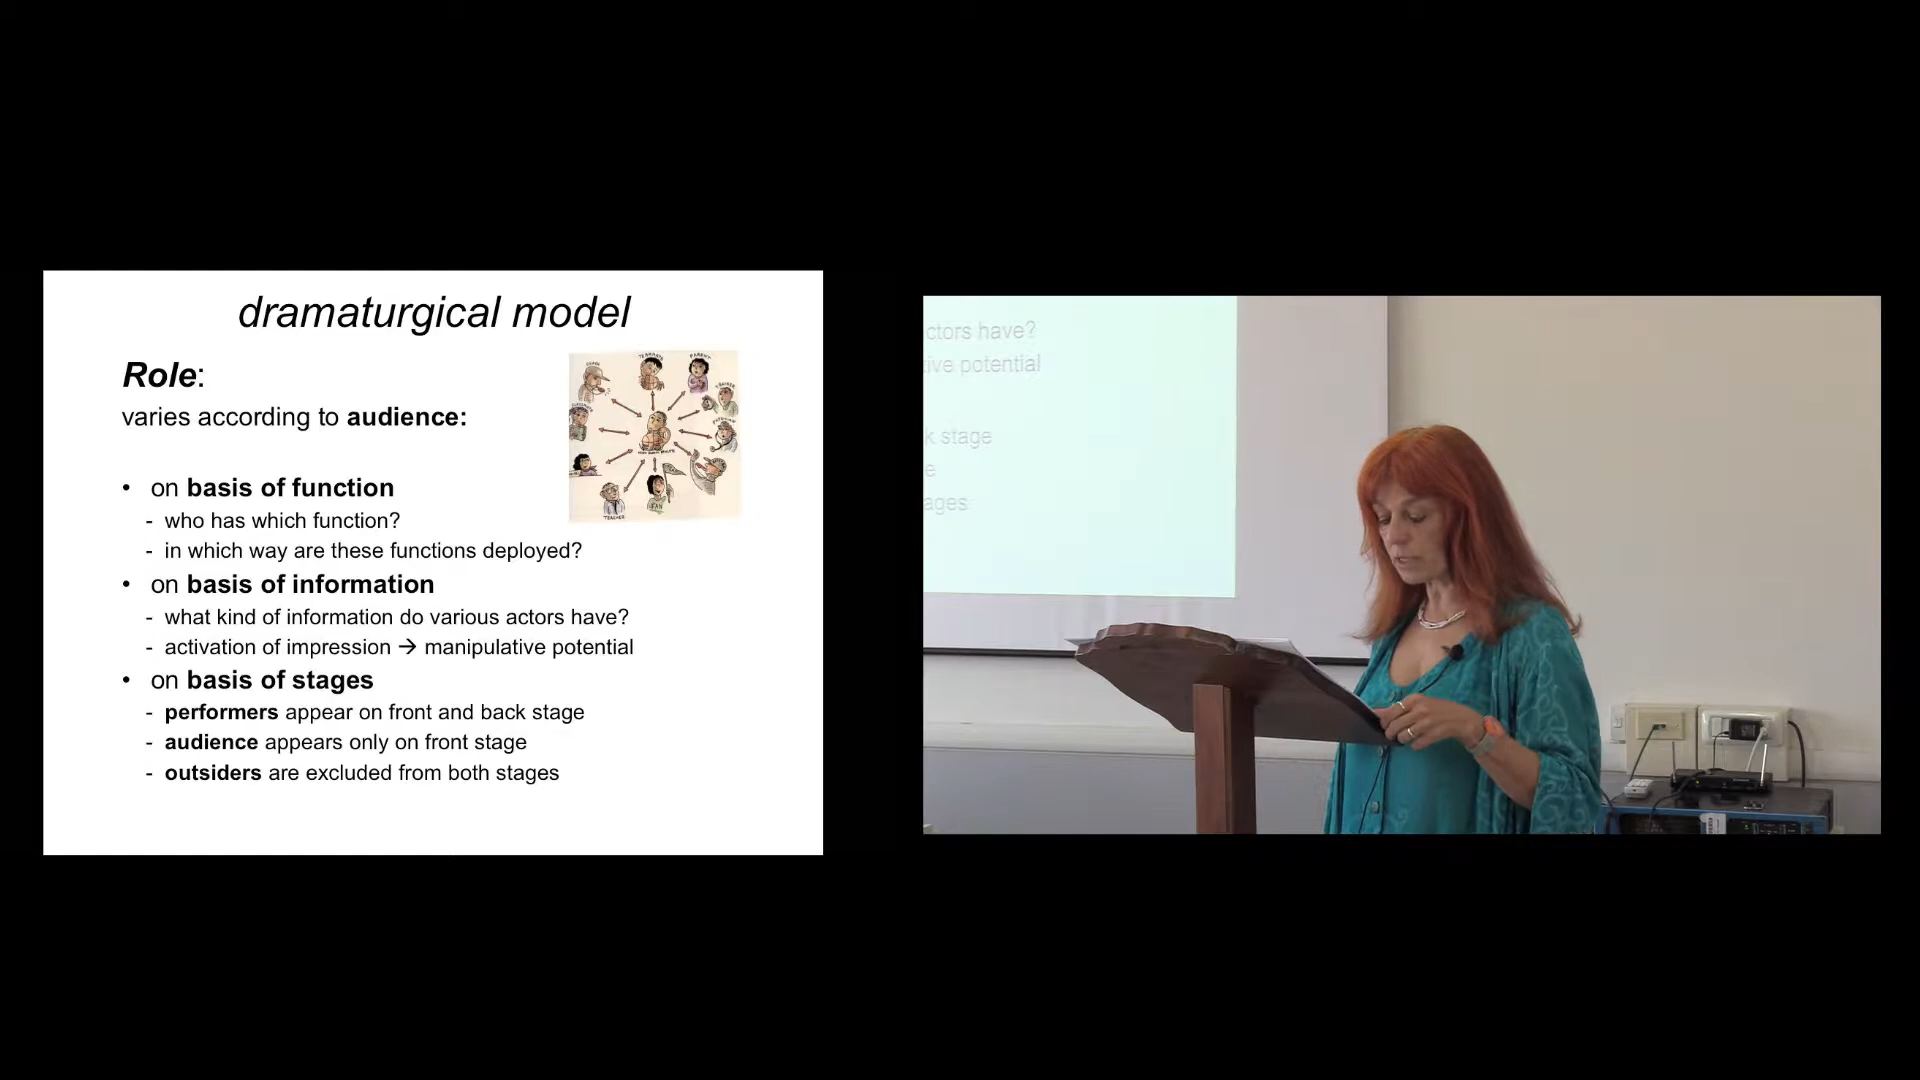 dramaturgical model
Role:
varies according to audience:
• on basis of function
- who has which function?
- in which way are these functions deployed?
• on basis of information
- what kind of information do various actors have?
- activation of impression → manipulative potential
• on basis of stages
- performers appear on front and back stage
- audience appears only on front stage
- outsiders are excluded from both stages
PARENT
TEACHER
FAN
ctors have?
tive potential
k stage
e
ages